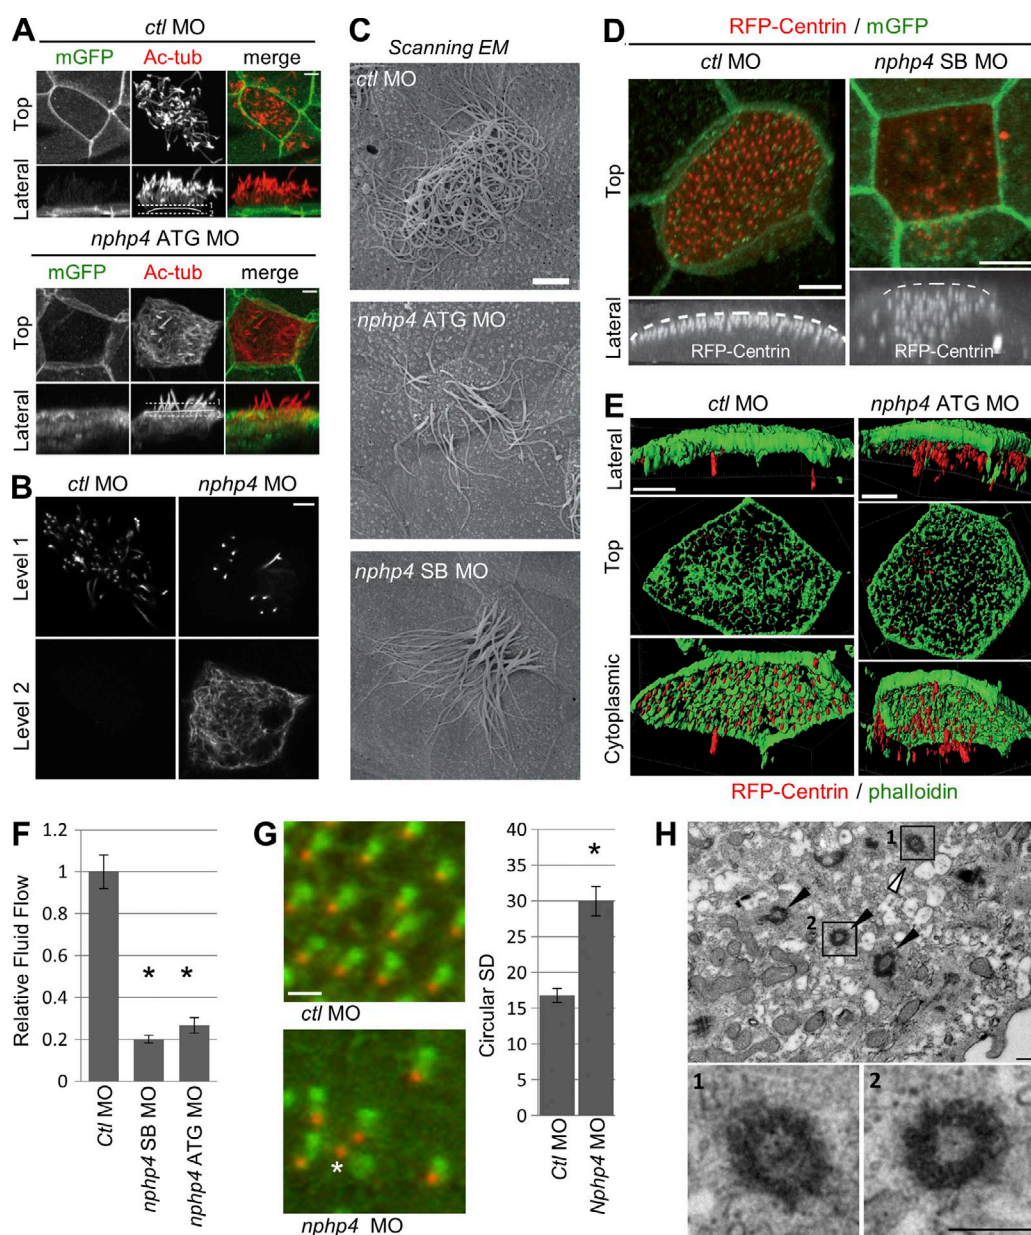 A
ctl MO
mGFP Ac-tub merge
Top
Lateral
1
2
nphp4 ATG MO
mGFP Ac-tub merge
Top
Lateral
1
2
B
ctl MO nphp4 MO
Level 1
Level 2
C
Scanning EM
ctl MO
nphp4 ATG MO
nphp4 SB MO
D
RFP-Centrin / mGFP
ctl MO nphp4 SB MO
Top
Lateral
RFP-Centrin RFP-Centrin
E
ctl MO nphp4 ATG MO
Lateral
Top
Cytoplasmic
RFP-Centrin / phalloidin
F
Relative Fluid Flow
1.2
1
0.8
0.6
0.4
0.2
0
* *
Ctl MO
nphp4 SB MO
nphp4 ATG MO
G
ctl MO
*
nphp4 MO
Circular SD
40
35
30
25
20
15
10
5
0
*
Ctl MO
Nphp4 MO
H
1
2
1
2